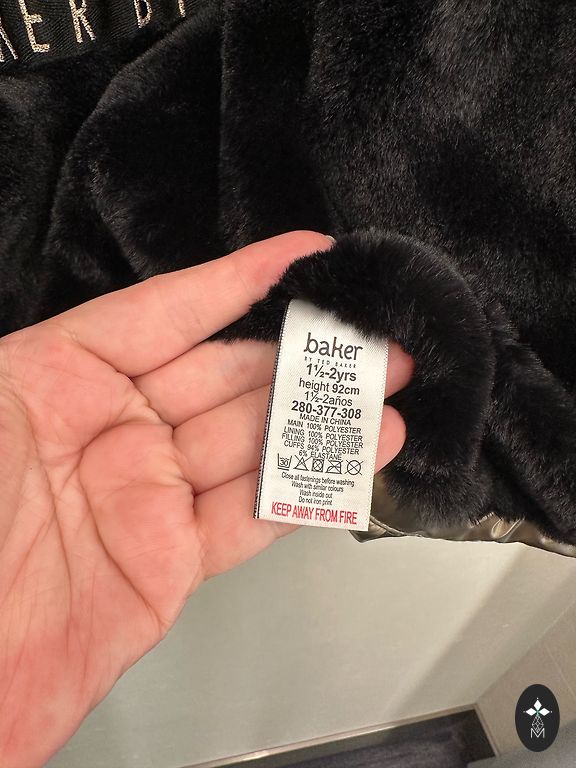 KER B
baker
BY TED BAKER
1½-2yrs
height 92cm
1½-2años
280-377-308
MADE IN CHINA
MAIN 100% POLYESTER
LINING 100% POLYESTER
FILLING 100% POLYESTER
CUFFS 94% POLYESTER
6% ELASTANE
30
Close all fastenings before washing
Wash with similar colours
Wash inside out
Do not iron print
KEEP AWAY FROM FIRE
M